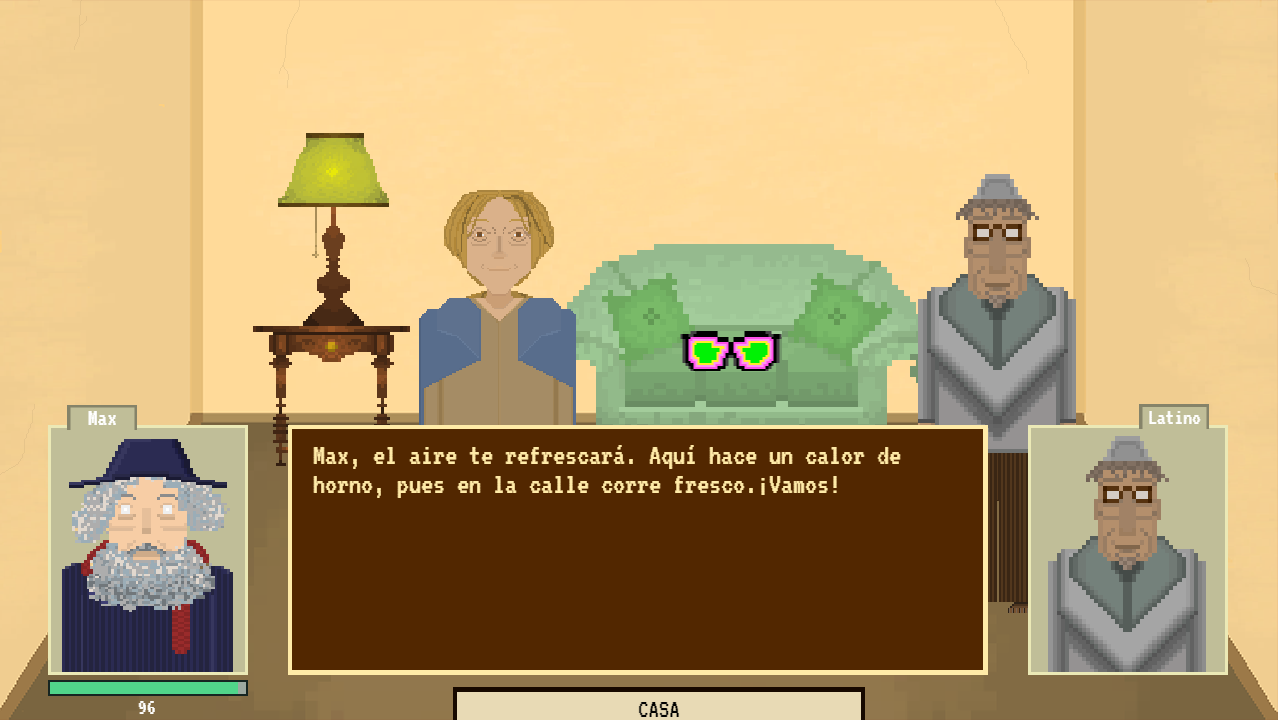 Max
Latino
Max, el aire te refrescará. Aquí hace un calor de
horno, pues en la calle corre fresco.¡Vamos!
96
CASA